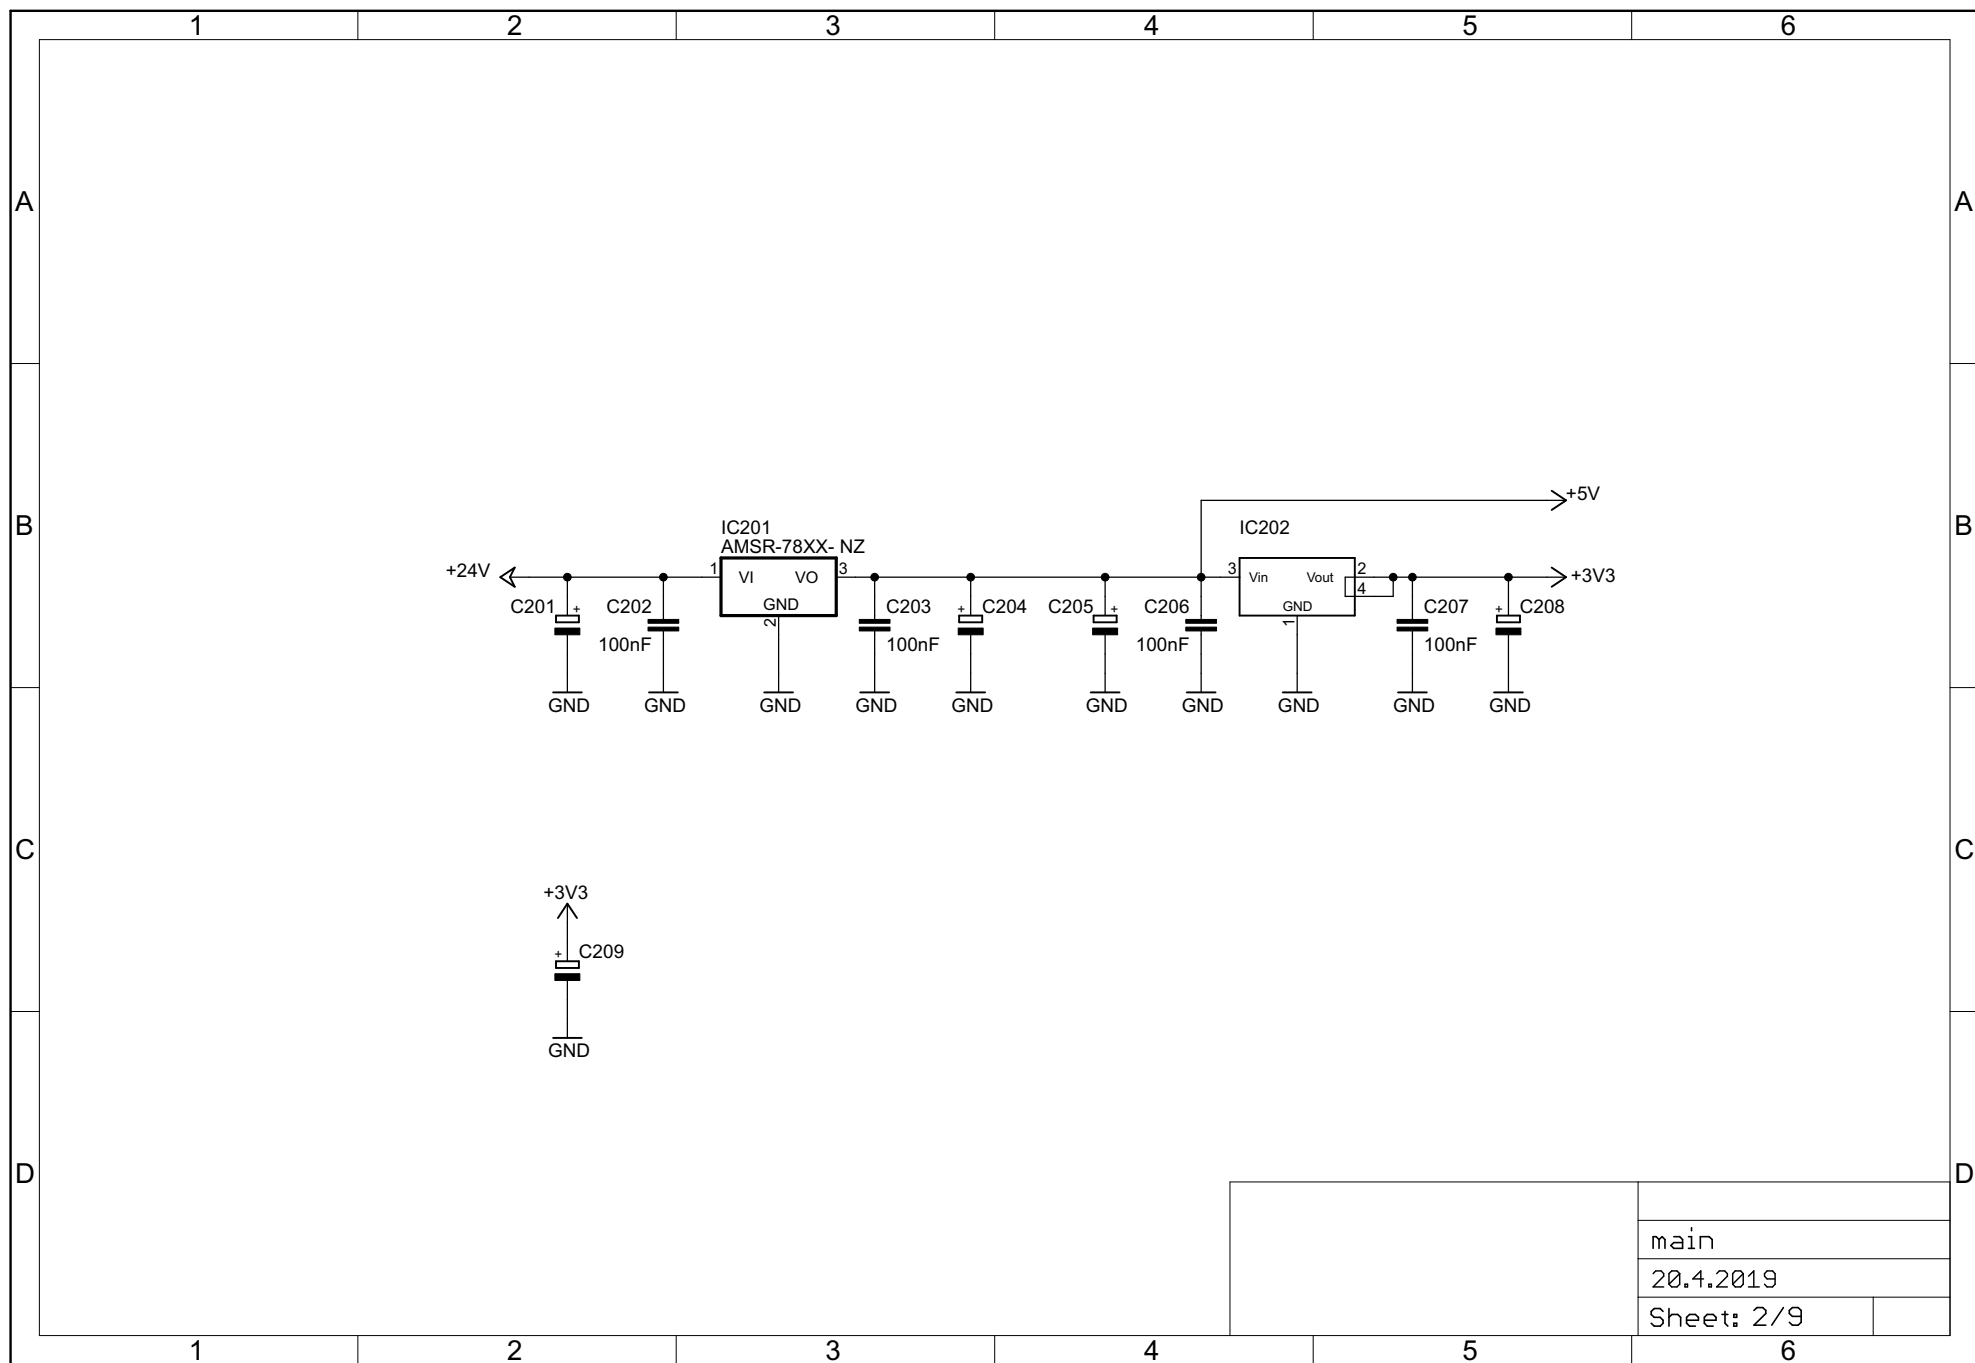 1 2 3 4 5 6
A A
+5V
B IC201 IC202 B
AMSR-78XX- NZ
+24V 1 VI VO 3 3 Vin Vout 2 +3V3
4
C201 + C202 GND C203 + C204 C205 + C206 GND C207 + C208
2 1
100nF 100nF 100nF 100nF
GND GND GND GND GND GND GND GND GND GND
C C
+3V3
+ C209
GND
D D
main
20.4.2019
Sheet: 2/9
1 2 3 4 5 6